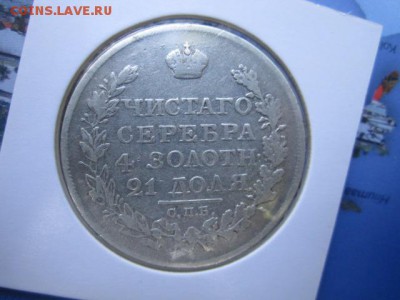 COINS.LAVE.RU
ЧИСТАГО
СЕРЕБРА
4. ЗОЛОТН.
21 ДОЛЯ
С.П.Б.